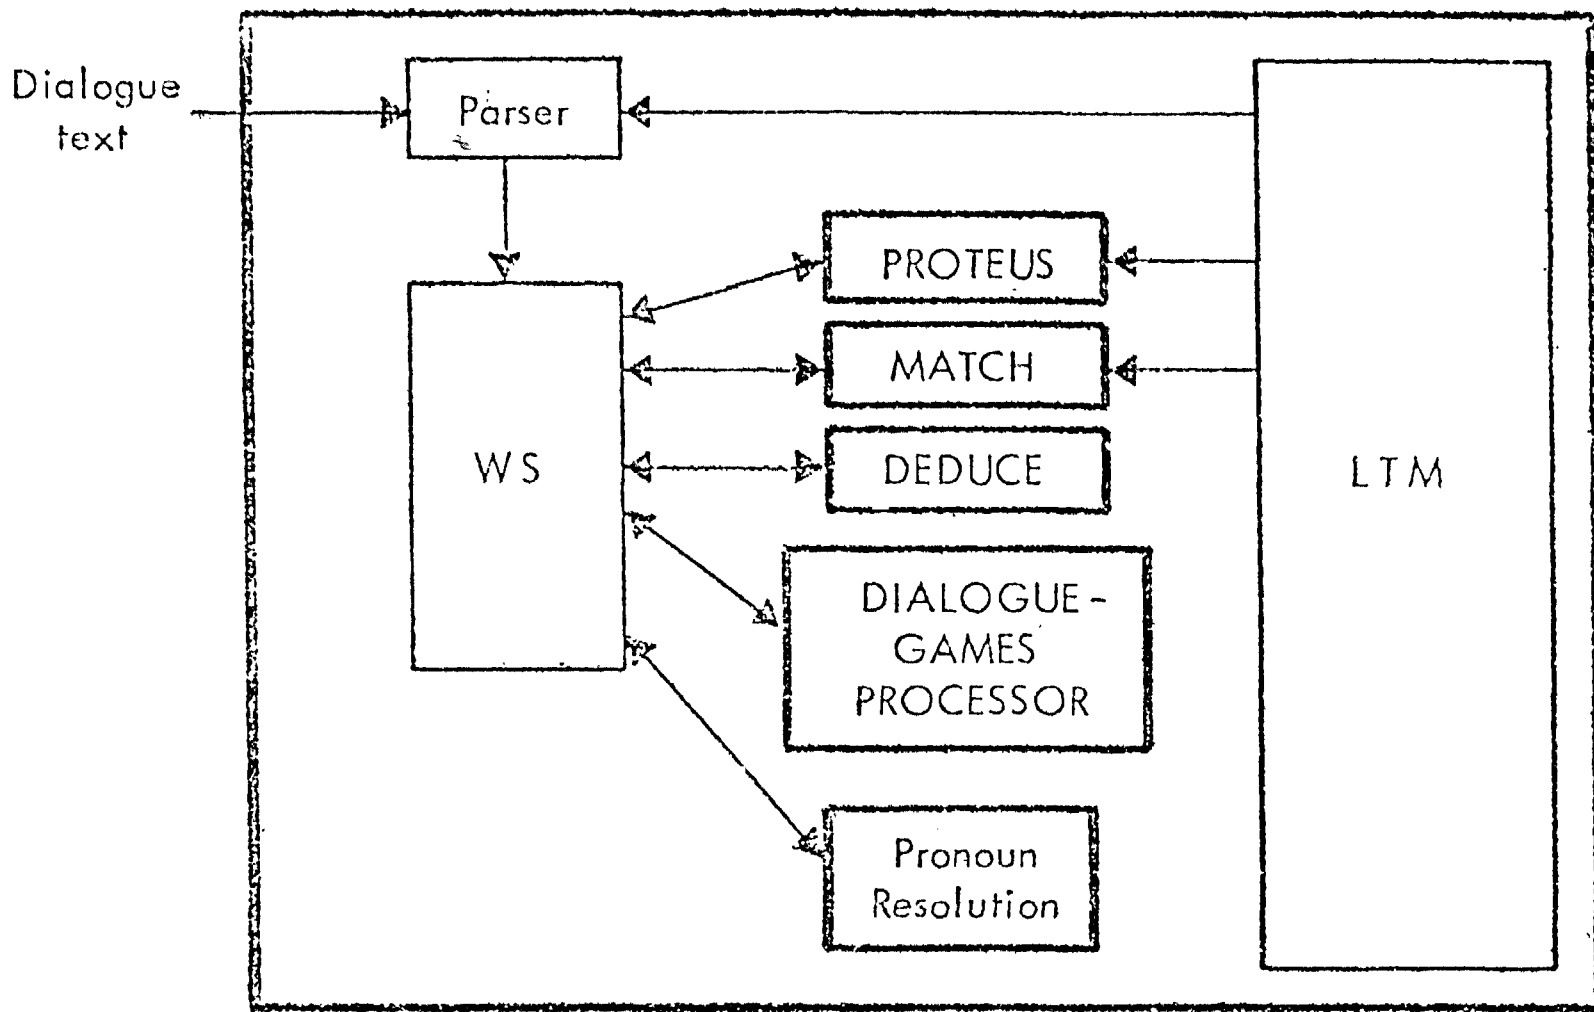 Dialogue
text
Parser
PROTEUS
MATCH
WS
DEDUCE
LTM
DIALOGUE-
GAMES
PROCESSOR
Pronoun
Resolution